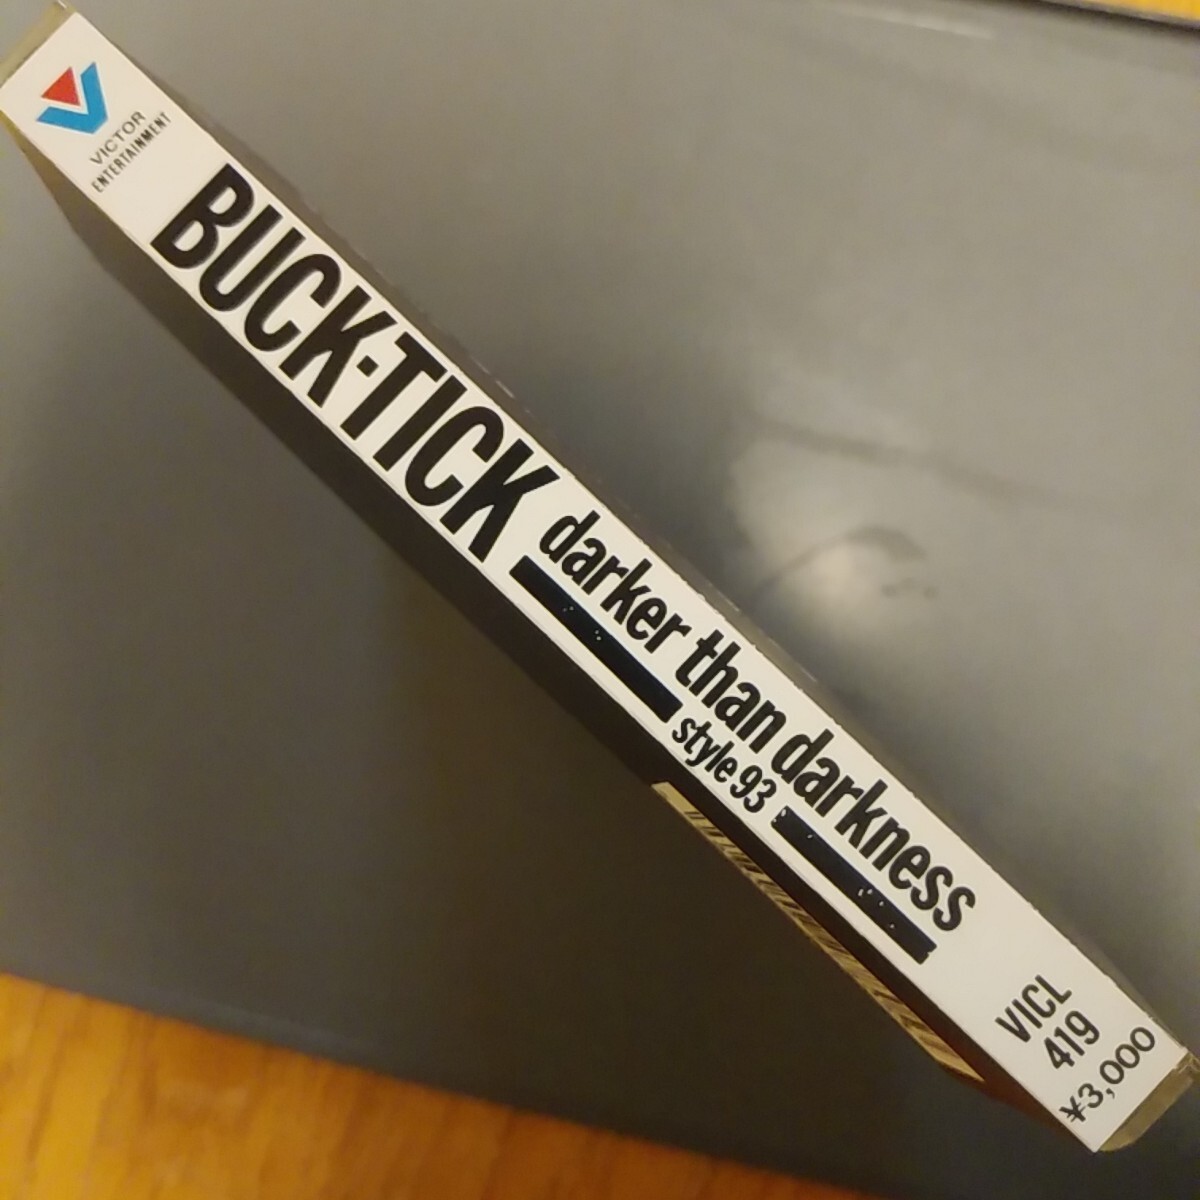 VICTOR
ENTERTAINMENT
BUCK-TICK
darker than darkness
style 93
VICL
419
¥3,000